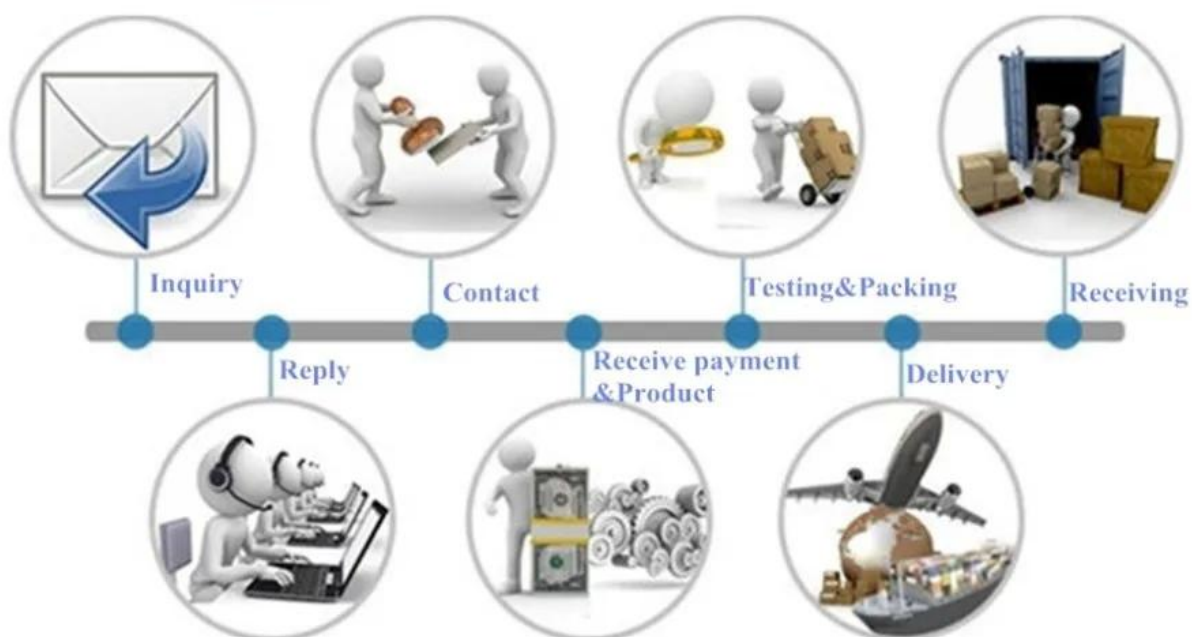 Inquiry
Reply
Contact
Receive payment
&Product
Testing&Packing
Delivery
Receiving